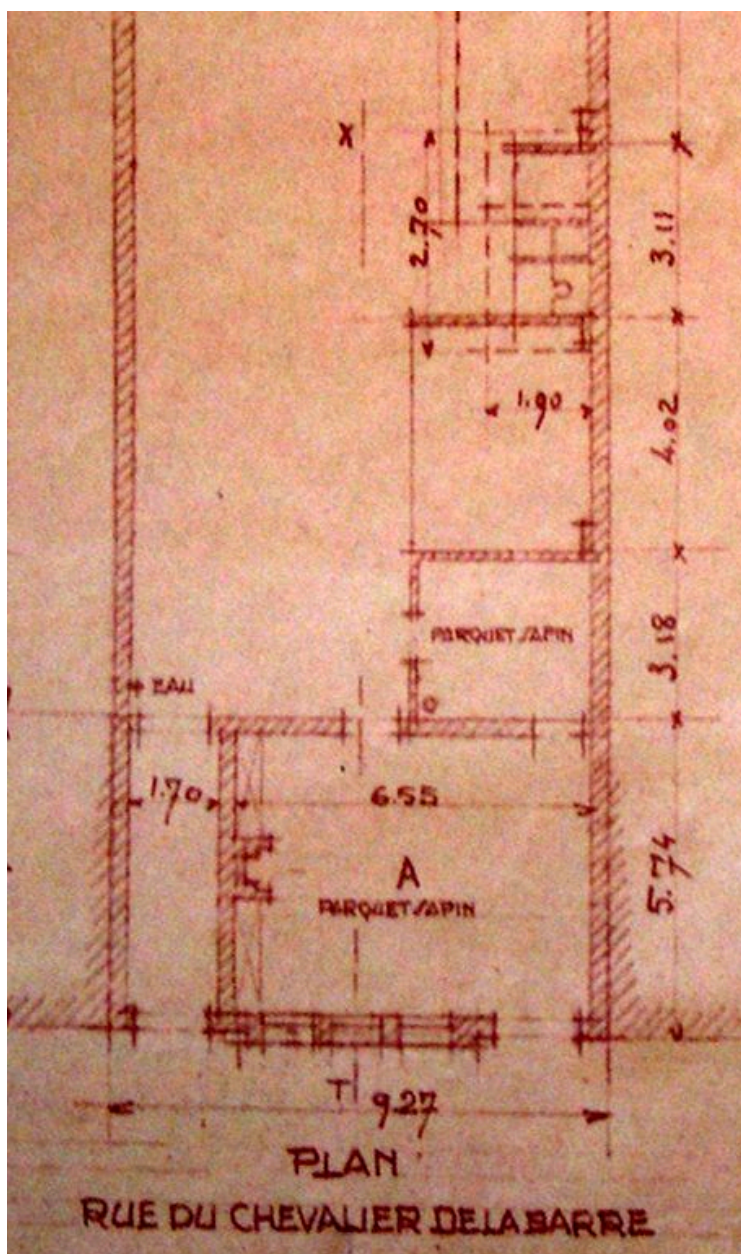 X
2.70
3.11
1.90
4.02
PARQUET SAPIN
3.18
EAU
1.70
6.55
A
PARQUET SAPIN
5.74
T
9.27
PLAN
RUE DU CHEVALIER DE LA BARRE